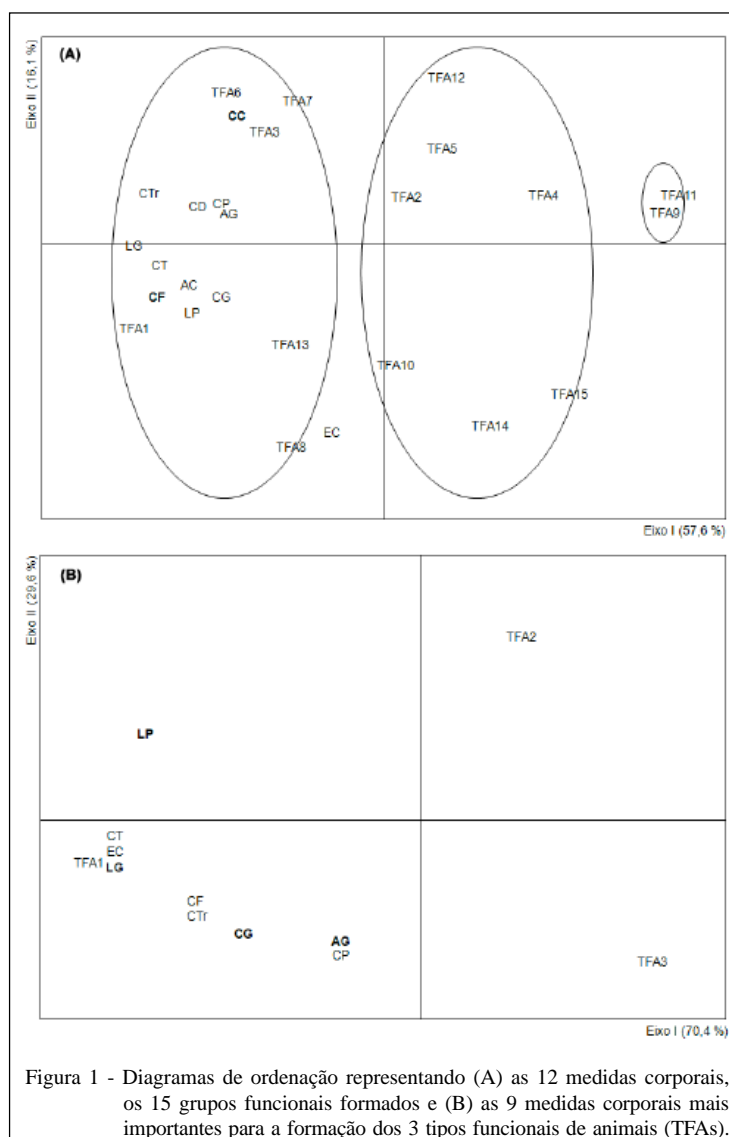 (A)
Eixo II (16,1 %)
TFA12
TFA6
TFA7
CC
TFA3
TFA5
CTr
CD
CP
AG
TFA2
TFA4
TFA11
TFA9
LG
CT
AC
CF
CG
LP
TFA1
TFA13
TFA10
TFA15
EC
TFA8
TFA14
Eixo I (57,6 %)
(B)
Eixo II (29,6 %)
TFA2
LP
CT
EC
TFA1 LG
CF
CTr
CG
AG
CP
TFA3
Eixo I (70,4 %)
Figura 1 - Diagramas de ordenação representando (A) as 12 medidas corporais,
os 15 grupos funcionais formados e (B) as 9 medidas corporais mais
importantes para a formação dos 3 tipos funcionais de animais (TFAs).